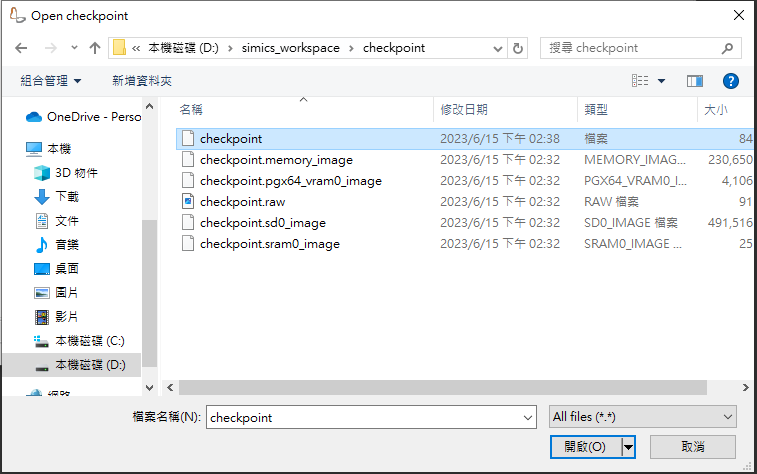 Open checkpoint
« 本機磁碟 (D:) › simics_workspace › checkpoint
搜尋 checkpoint
組合管理 新增資料夾
名稱 修改日期 類型 大小
OneDrive - Perso
本機
3D 物件
下載
文件
音樂
桌面
圖片
影片
本機磁碟 (C:)
本機磁碟 (D:)
網路
checkpoint 2023/6/15 下午 02:38 檔案 84
checkpoint.memory_image 2023/6/15 下午 02:32 MEMORY_IMAG... 230,650
checkpoint.pgx64_vram0_image 2023/6/15 下午 02:32 PGX64_VRAM0_I... 4,106
checkpoint.raw 2023/6/15 下午 02:32 RAW 檔案 91
checkpoint.sd0_image 2023/6/15 下午 02:32 SD0_IMAGE 檔案 491,516
checkpoint.sram0_image 2023/6/15 下午 02:32 SRAM0_IMAGE ... 25
檔案名稱(N): checkpoint All files (*.*)
開啟(O) 取消